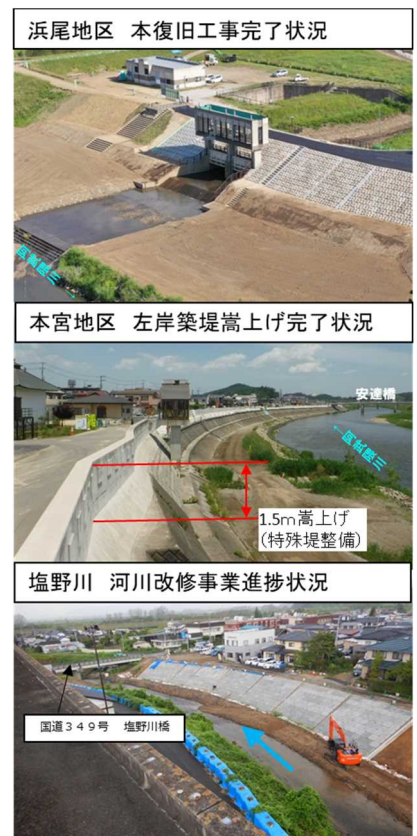 浜尾地区 本復旧工事完了状況
阿武隈川
本宮地区 左岸築堤嵩上げ完了状況
安達橋
阿武隈川
1.5m嵩上げ
(特殊堤整備)
塩野川 河川改修事業進捗状況
国道349号 塩野川橋